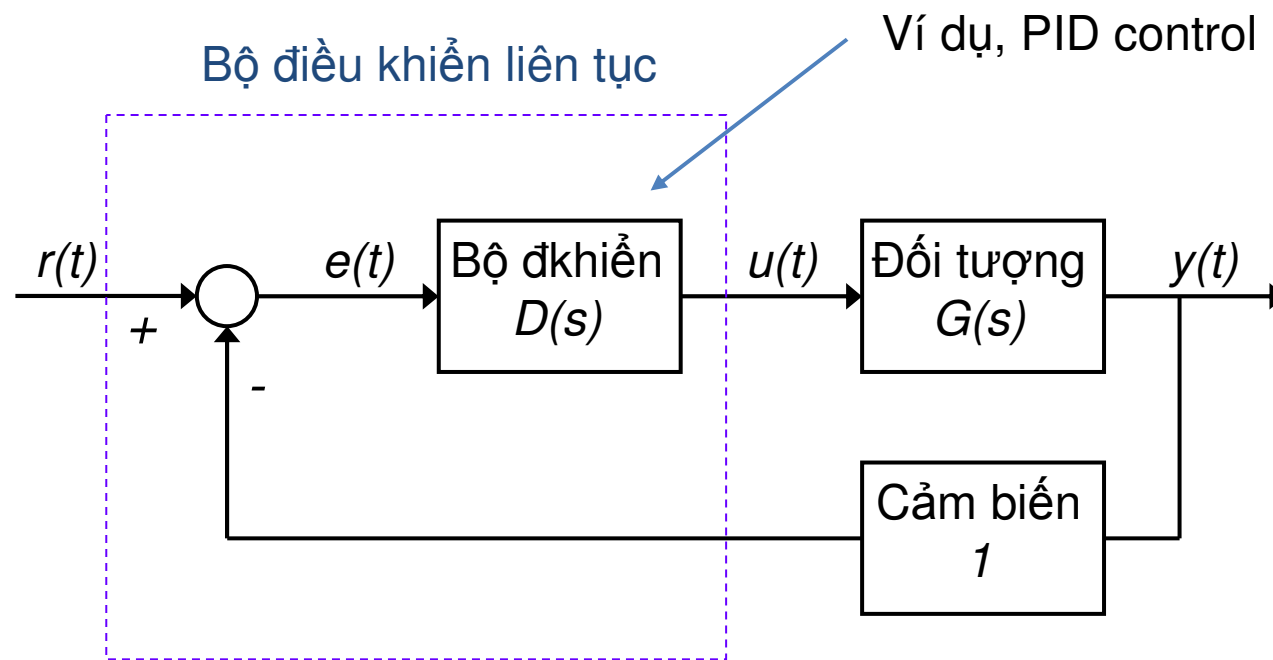 Ví dụ, PID control
Bộ điều khiển liên tục
r(t)
+
-
e(t)
Bộ đkhiển
D(s)
u(t)
Đối tượng
G(s)
y(t)
Cảm biến
1